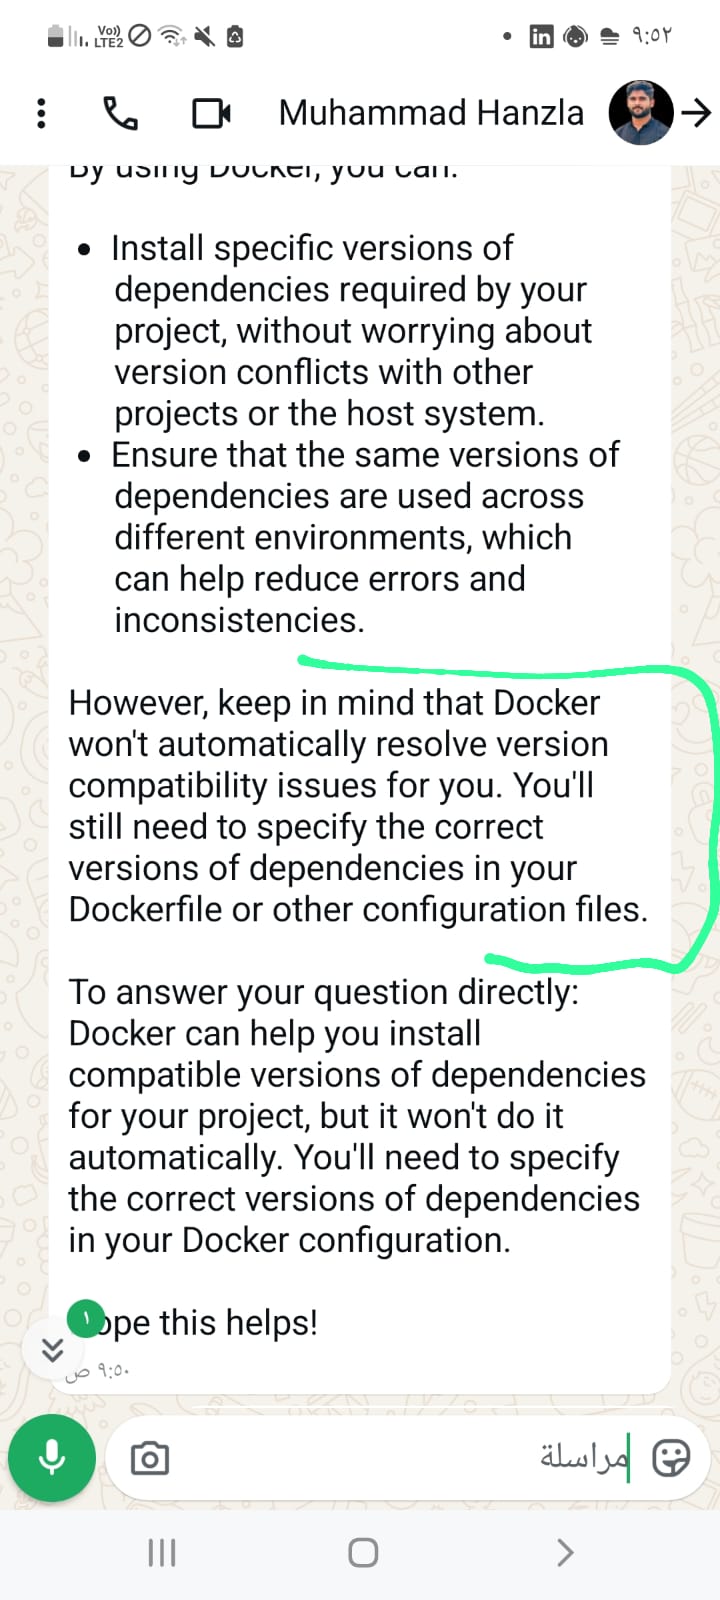 Vo))
LTE2
٩:٥٢
Muhammad Hanzla
By using Docker, you can:
• Install specific versions of
dependencies required by your
project, without worrying about
version conflicts with other
projects or the host system.
• Ensure that the same versions of
dependencies are used across
different environments, which
can help reduce errors and
inconsistencies.
However, keep in mind that Docker
won't automatically resolve version
compatibility issues for you. You'll
still need to specify the correct
versions of dependencies in your
Dockerfile or other configuration files.
To answer your question directly:
Docker can help you install
compatible versions of dependencies
for your project, but it won't do it
automatically. You'll need to specify
the correct versions of dependencies
in your Docker configuration.
ope this helps!
١
٩:٥٠ ص
مراسلة